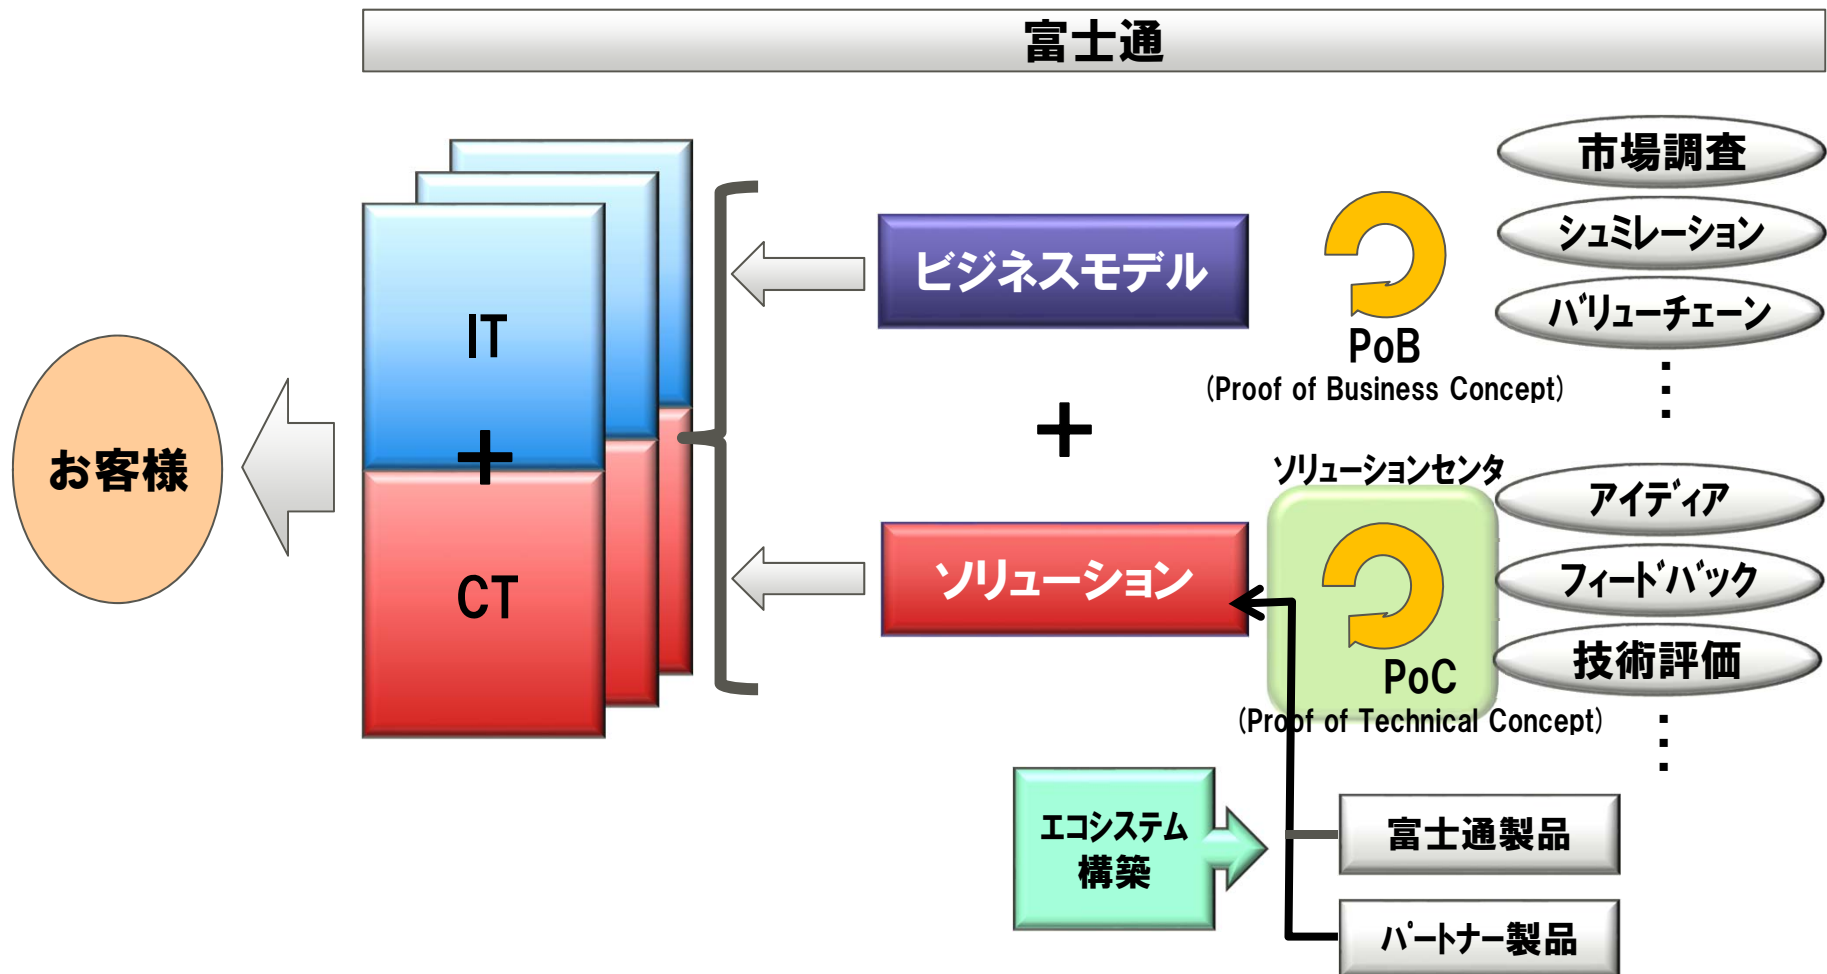 富士通
市場調査
シュミレーション
バリューチェーン
ビジネスモデル
PoB
(Proof of Business Concept)
IT
+
CT
お客様
+
ソリューションセンタ
アイディア
フィードバック
技術評価
ソリューション
PoC
(Proof of Technical Concept)
エコシステム
構築
富士通製品
パートナー製品